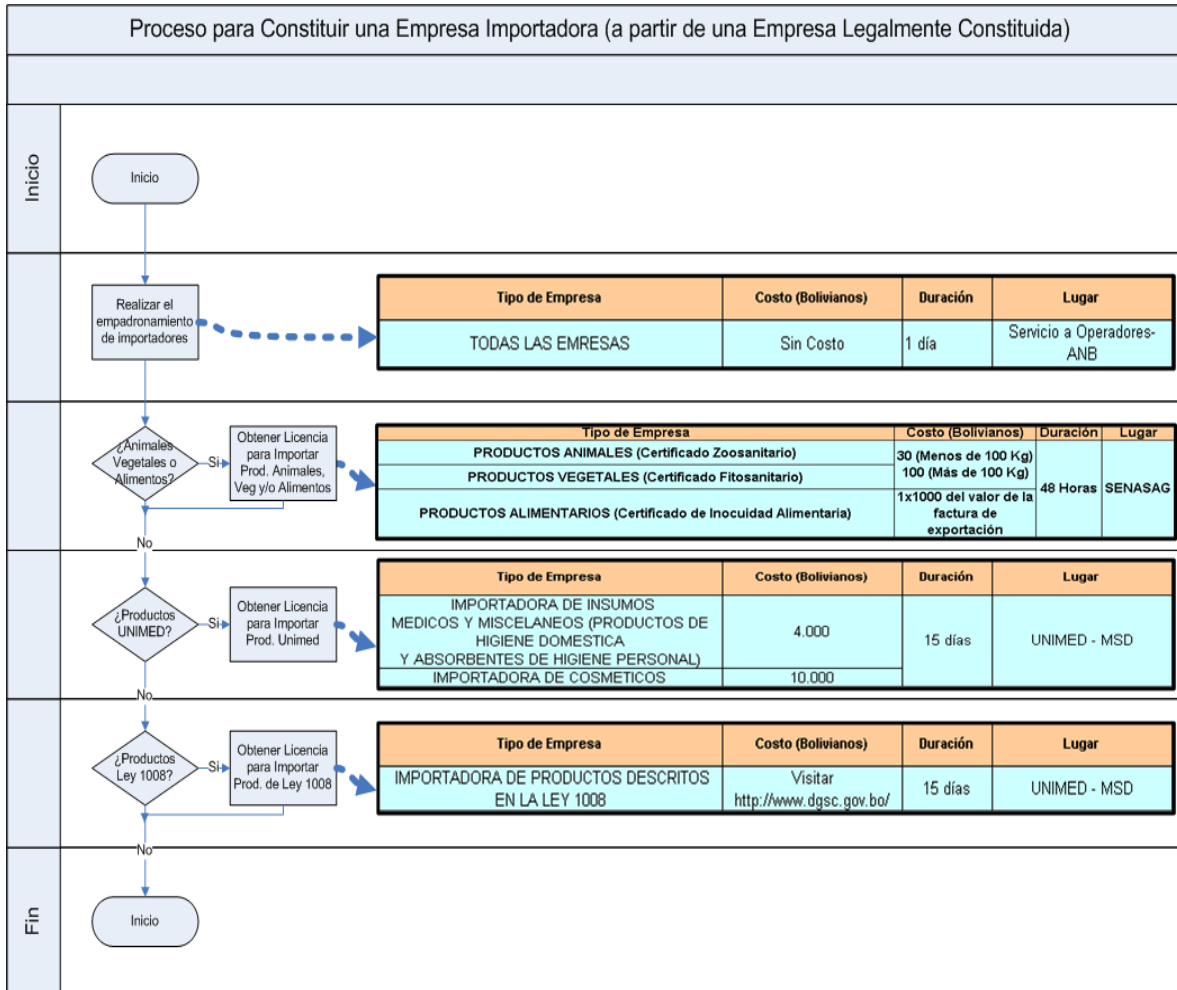 Proceso para Constituir una Empresa Importadora (a partir de una Empresa Legalmente Constituida)
Inicio
Inicio
Realizar el
empadronamiento
de importadores
Tipo de Empresa Costo (Bolivianos) Duración Lugar
TODAS LAS EMRESAS Sin Costo 1 día Servicio a Operadores-
ANB
¿Animales
Vegetales o
Alimentos?
Si
Obtener Licencia
para Importar
Prod. Animales,
Veg y/o Alimentos
No
Tipo de Empresa Costo (Bolivianos) Duración Lugar
PRODUCTOS ANIMALES (Certificado Zoosanitario)
30 (Menos de 100 Kg)
100 (Más de 100 Kg)
PRODUCTOS VEGETALES (Certificado Fitosanitario)
48 Horas SENASAG
PRODUCTOS ALIMENTARIOS (Certificado de Inocuidad Alimentaria)
1x1000 del valor de la
factura de
exportación
¿Productos
UNIMED?
Si
Obtener Licencia
para Importar
Prod. Unimed
No
Tipo de Empresa Costo (Bolivianos) Duración Lugar
IMPORTADORA DE INSUMOS
MEDICOS Y MISCELANEOS (PRODUCTOS DE
HIGIENE DOMESTICA
Y ABSORBENTES DE HIGIENE PERSONAL)
4.000
15 días
UNIMED - MSD
IMPORTADORA DE COSMETICOS 10.000
¿Productos
Ley 1008?
Si
Obtener Licencia
para Importar
Prod. de Ley 1008
No
Tipo de Empresa Costo (Bolivianos) Duración Lugar
IMPORTADORA DE PRODUCTOS DESCRITOS
EN LA LEY 1008
Visitar
http://www.dgsc.gov.bo/
15 días
UNIMED - MSD
Fin
Inicio